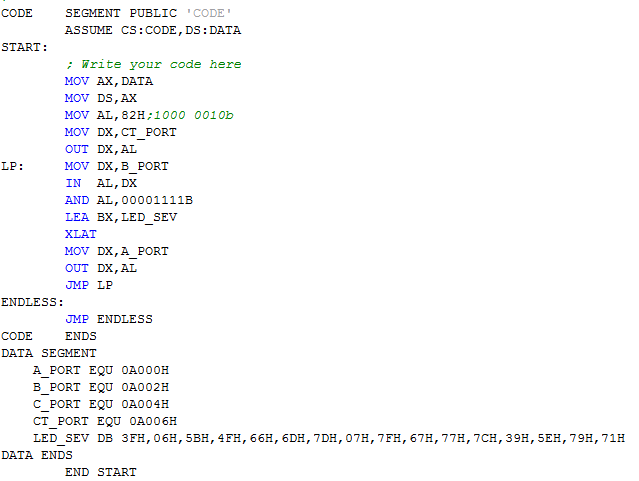 CODE    SEGMENT PUBLIC 'CODE'
        ASSUME CS:CODE,DS:DATA
START:
        ; Write your code here
        MOV AX,DATA
        MOV DS,AX
        MOV AL,82H;1000 0010b
        MOV DX,CT_PORT
        OUT DX,AL
LP:     MOV DX,B_PORT
        IN  AL,DX
        AND AL,00001111B
        LEA BX,LED_SEV
        XLAT
        MOV DX,A_PORT
        OUT DX,AL
        JMP LP
ENDLESS:
        JMP ENDLESS
CODE    ENDS
DATA SEGMENT
    A_PORT EQU 0A000H
    B_PORT EQU 0A002H
    C_PORT EQU 0A004H
    CT_PORT EQU 0A006H
    LED_SEV DB 3FH,06H,5BH,4FH,66H,6DH,7DH,07H,7FH,67H,77H,7CH,39H,5EH,79H,71H
DATA ENDS
        END START